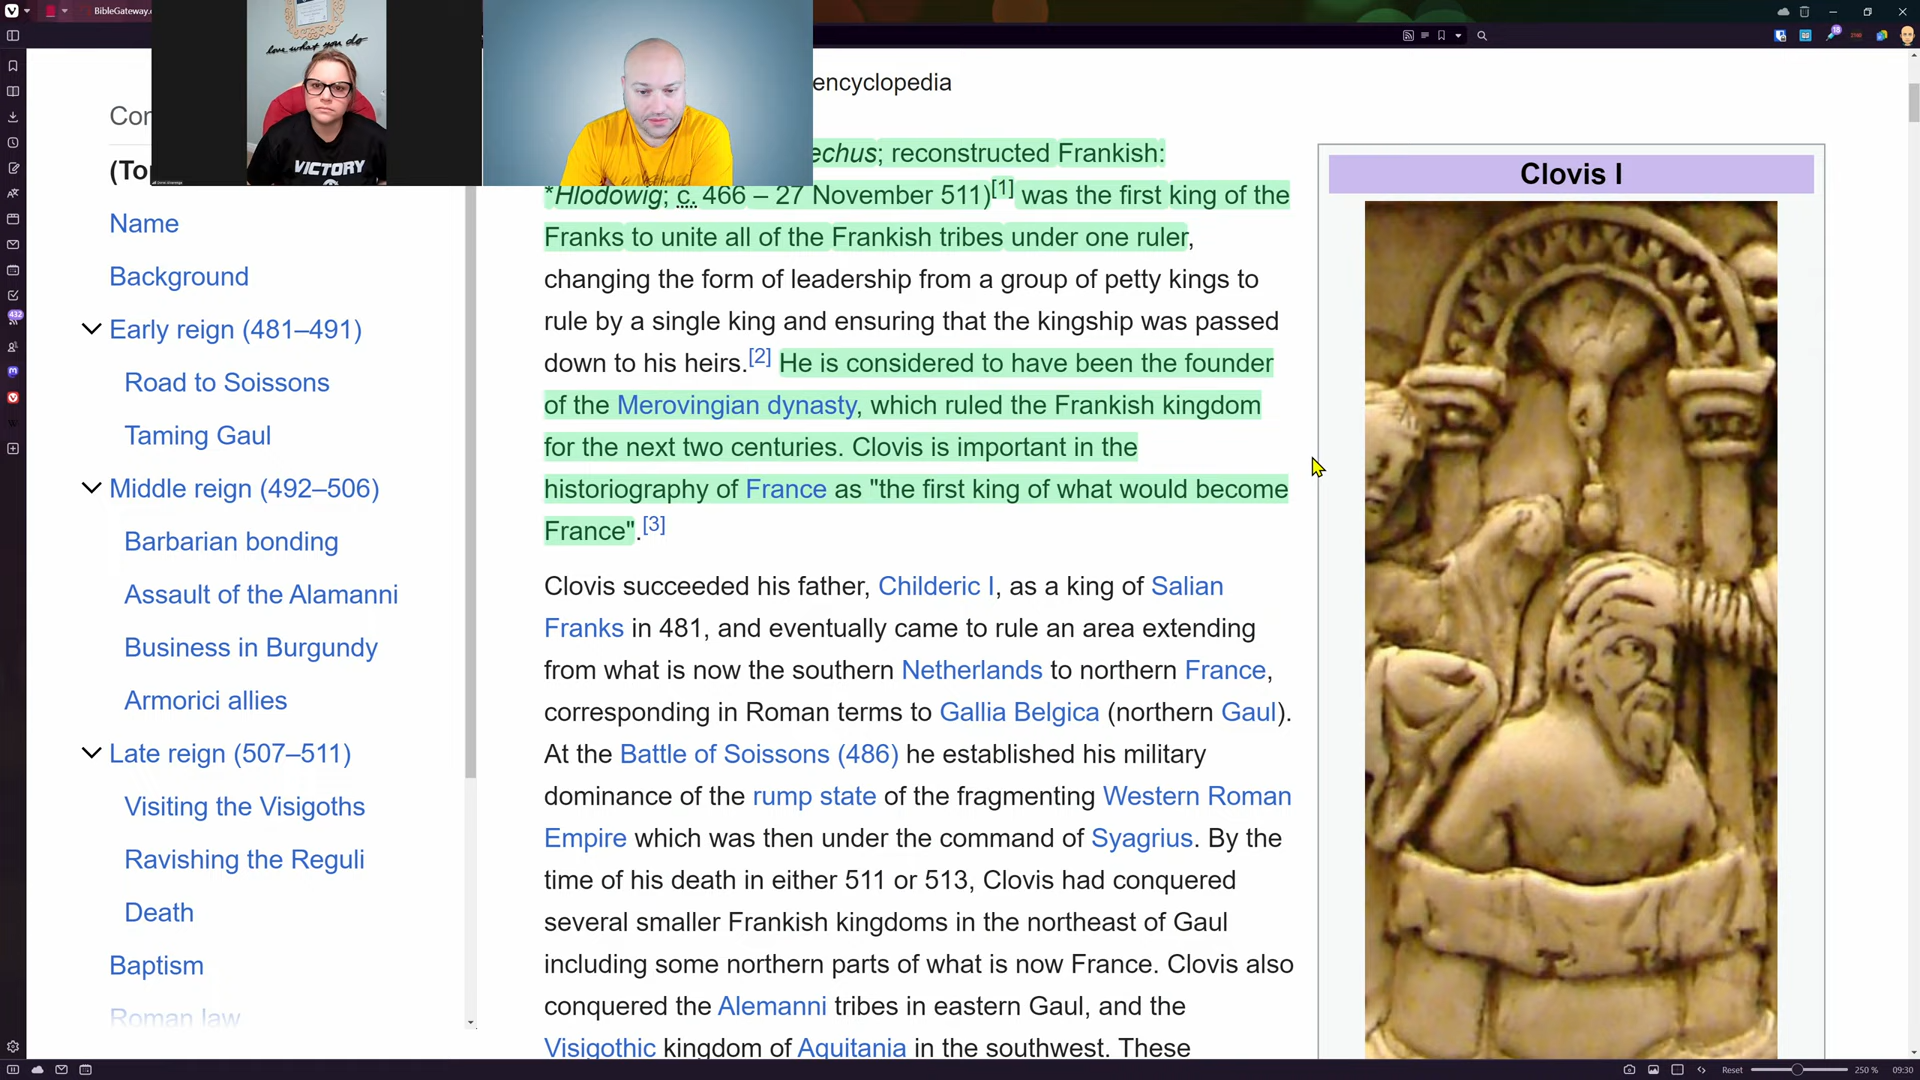 BibleGateway.c
love what you do
VICTORY
encyclopedia
Con
(To
Name
Background
Early reign (481–491)
Road to Soissons
Taming Gaul
Middle reign (492–506)
Barbarian bonding
Assault of the Alamanni
Business in Burgundy
Armorici allies
Late reign (507–511)
Visiting the Visigoths
Ravishing the Reguli
Death
Baptism
Roman law
echus; reconstructed Frankish:
*Hlodowig; c. 466 – 27 November 511)[1] was the first king of the
Franks to unite all of the Frankish tribes under one ruler,
changing the form of leadership from a group of petty kings to
rule by a single king and ensuring that the kingship was passed
down to his heirs.[2] He is considered to have been the founder
of the Merovingian dynasty, which ruled the Frankish kingdom
for the next two centuries. Clovis is important in the
historiography of France as "the first king of what would become
France".[3]
Clovis succeeded his father, Childeric I, as a king of Salian
Franks in 481, and eventually came to rule an area extending
from what is now the southern Netherlands to northern France,
corresponding in Roman terms to Gallia Belgica (northern Gaul).
At the Battle of Soissons (486) he established his military
dominance of the rump state of the fragmenting Western Roman
Empire which was then under the command of Syagrius. By the
time of his death in either 511 or 513, Clovis had conquered
several smaller Frankish kingdoms in the northeast of Gaul
including some northern parts of what is now France. Clovis also
conquered the Alemanni tribes in eastern Gaul, and the
Visigothic kingdom of Aquitania in the southwest. These
Clovis I
18
432
Reset
250 %
09:30